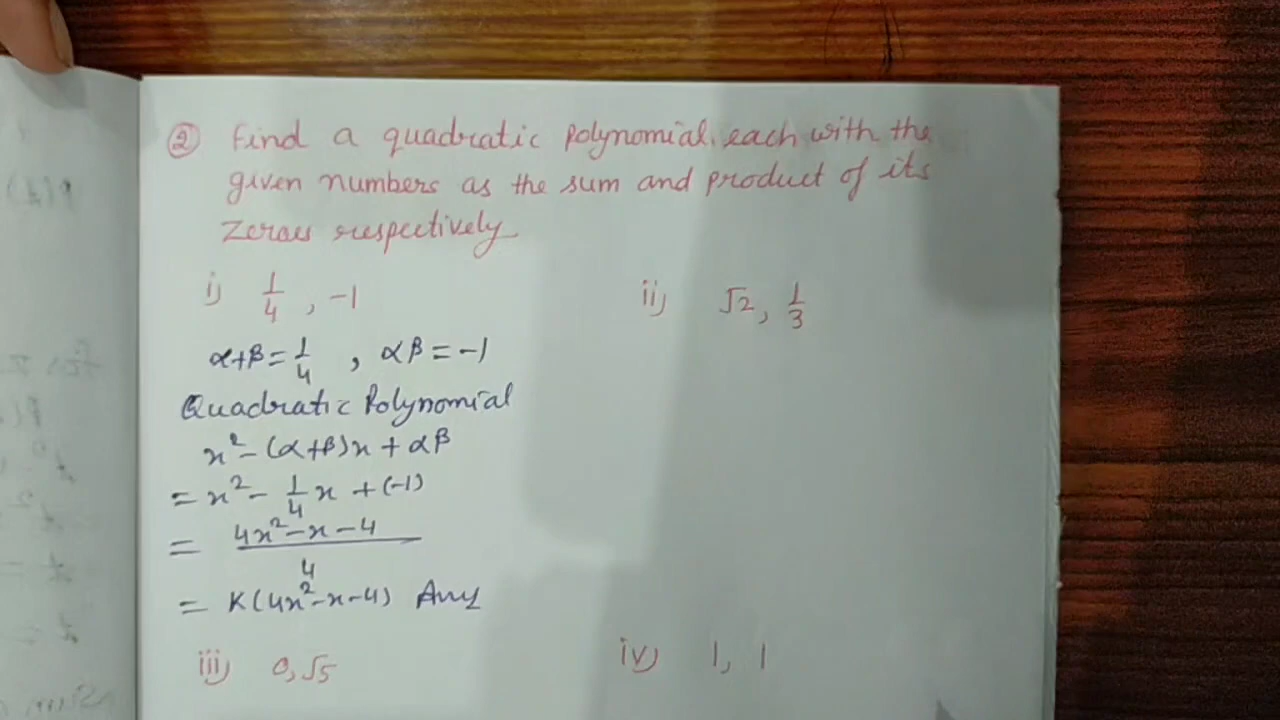 ② Find a quadratic polynomial, each with the
given numbers as the sum and product of its
Zeroes respectively
i) 1/4 , -1
ii) √2, 1/3
α+β = 1/4 , αβ = -1
Quadratic Polynomial
x² - (α+β)x + αβ
= x² - 1/4 x + (-1)
= 4x² - x - 4 / 4
= K(4x² - x - 4) Ans
iii) 0, √5
iv) 1, 1